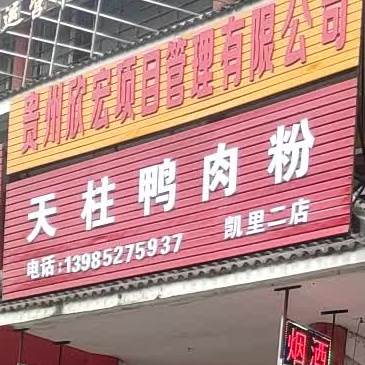 贵州欣宏项目管理有限公司
天柱鸭肉粉
电话:13985275937 凯里二店
烟酒